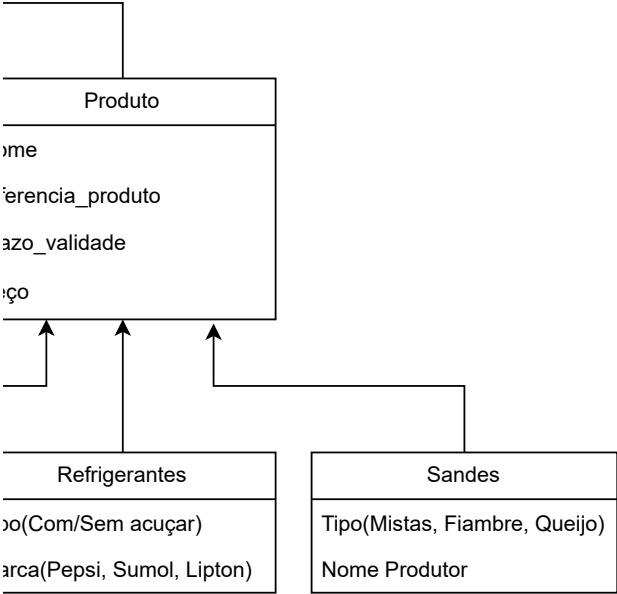 Produto
ome
ferencia_produto
azo_validade
eço
Refrigerantes
Sandes
po(Com/Sem acuçar)
Tipo(Mistas, Fiambre, Queijo)
arca(Pepsi, Sumol, Lipton)
Nome Produtor